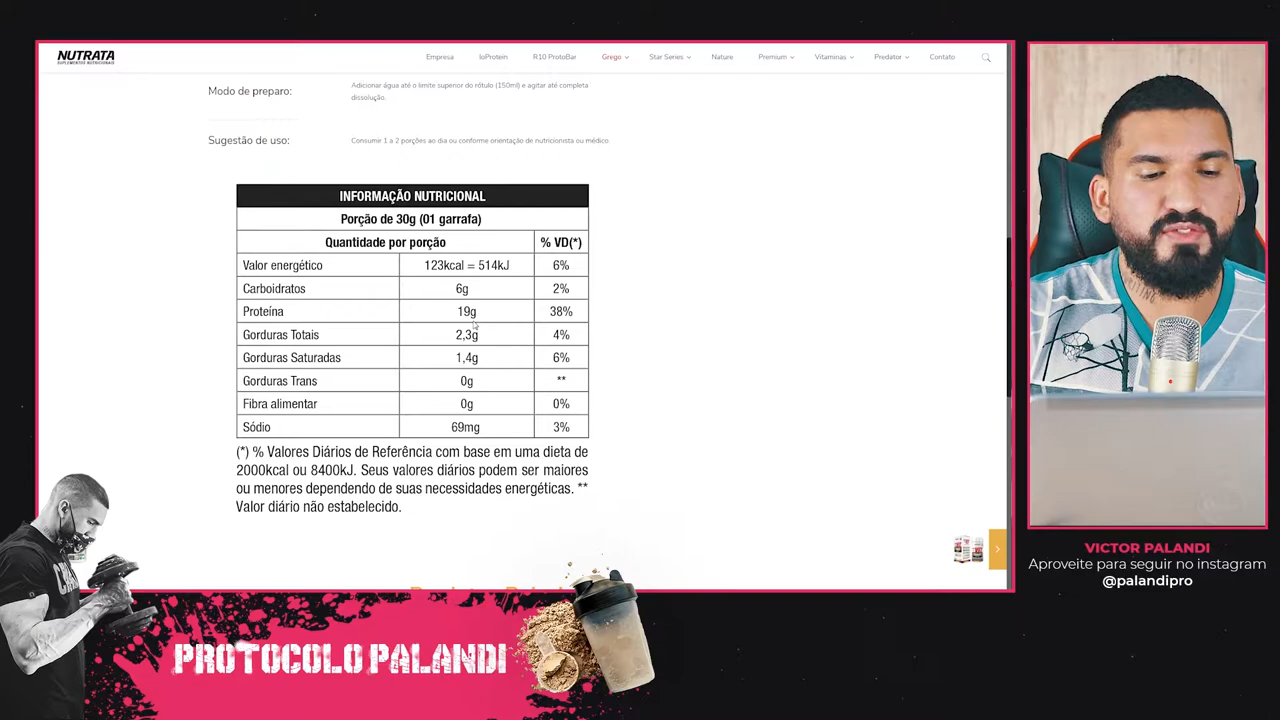 NUTRATA
SUPLEMENTOS NUTRICIONAIS
Empresa
IoProtein
R10 ProtoBar
Grego
Star Series
Nature
Premium
Vitaminas
Predator
Contato
Modo de preparo:
Adicionar água até o limite superior do rótulo (150ml) e agitar até completa
dissolução.
Sugestão de uso:
Consumir 1 a 2 porções ao dia ou conforme orientação de nutricionista ou médico
INFORMAÇÃO NUTRICIONAL
Porção de 30g (01 garrafa)
Quantidade por porção % VD(*)
Valor energético 123kcal = 514kJ 6%
Carboidratos 6g 2%
Proteína 19g 38%
Gorduras Totais 2,3g 4%
Gorduras Saturadas 1,4g 6%
Gorduras Trans 0g **
Fibra alimentar 0g 0%
Sódio 69mg 3%
(*) % Valores Diários de Referência com base em uma dieta de
2000kcal ou 8400kJ. Seus valores diários podem ser maiores
ou menores dependendo de suas necessidades energéticas. **
Valor diário não estabelecido.
VICTOR PALANDI
Aproveite para seguir no instagram
@palandipro
PROTOCOLO PALANDI